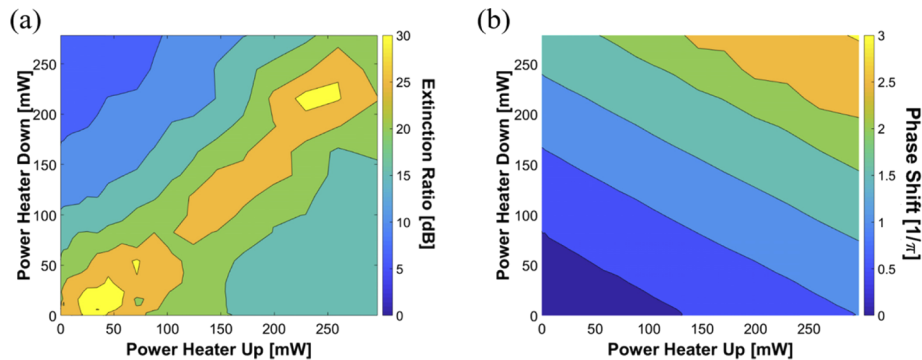 (a)
30
25
20
15
10
5
0
Extinction Ratio [dB]
250
200
150
100
50
0
Power Heater Down [mW]
0 50 100 150 200 250
Power Heater Up [mW]
(b)
3
2.5
2
1.5
1
0.5
0
Phase Shift [1/π]
250
200
150
100
50
0
Power Heater Down [mW]
0 50 100 150 200 250
Power Heater Up [mW]